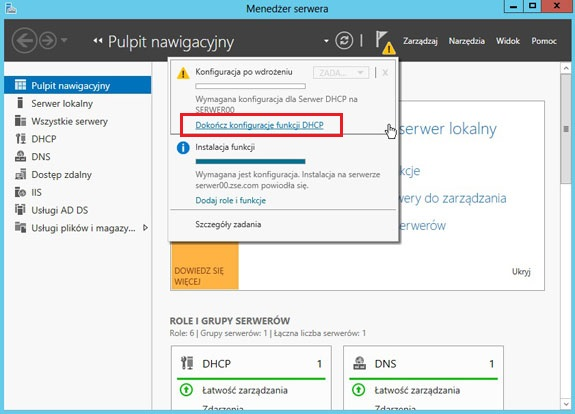 Menedżer serwera
Pulpit nawigacyjny
Zarządzaj Narzędzia Widok Pomoc
Pulpit nawigacyjny
Serwer lokalny
Wszystkie serwery
DHCP
DNS
Dostęp zdalny
IIS
Usługi AD DS
Usługi plików i magazy...
Konfiguracja po wdrożeniu
ZADA...
X
Wymagana konfiguracja dla Serwer DHCP na
SERWER00
Dokończ konfigurację funkcji DHCP
Instalacja funkcji
Wymagana jest konfiguracja. Instalacja na serwerze
serwer00.zse.com powiodła się.
Dodaj role i funkcje
Szczegóły zadania
serwer lokalny
kcje
wery do zarządzania
erwerów
DOWIEDZ SIĘ
WIĘCEJ
Ukryj
ROLE I GRUPY SERWERÓW
Role: 6 | Grupy serwerów: 1 | Łączna liczba serwerów: 1
DHCP 1
Łatwość zarządzania
Zdarzenia
DNS 1
Łatwość zarządzania
Zdarzenia